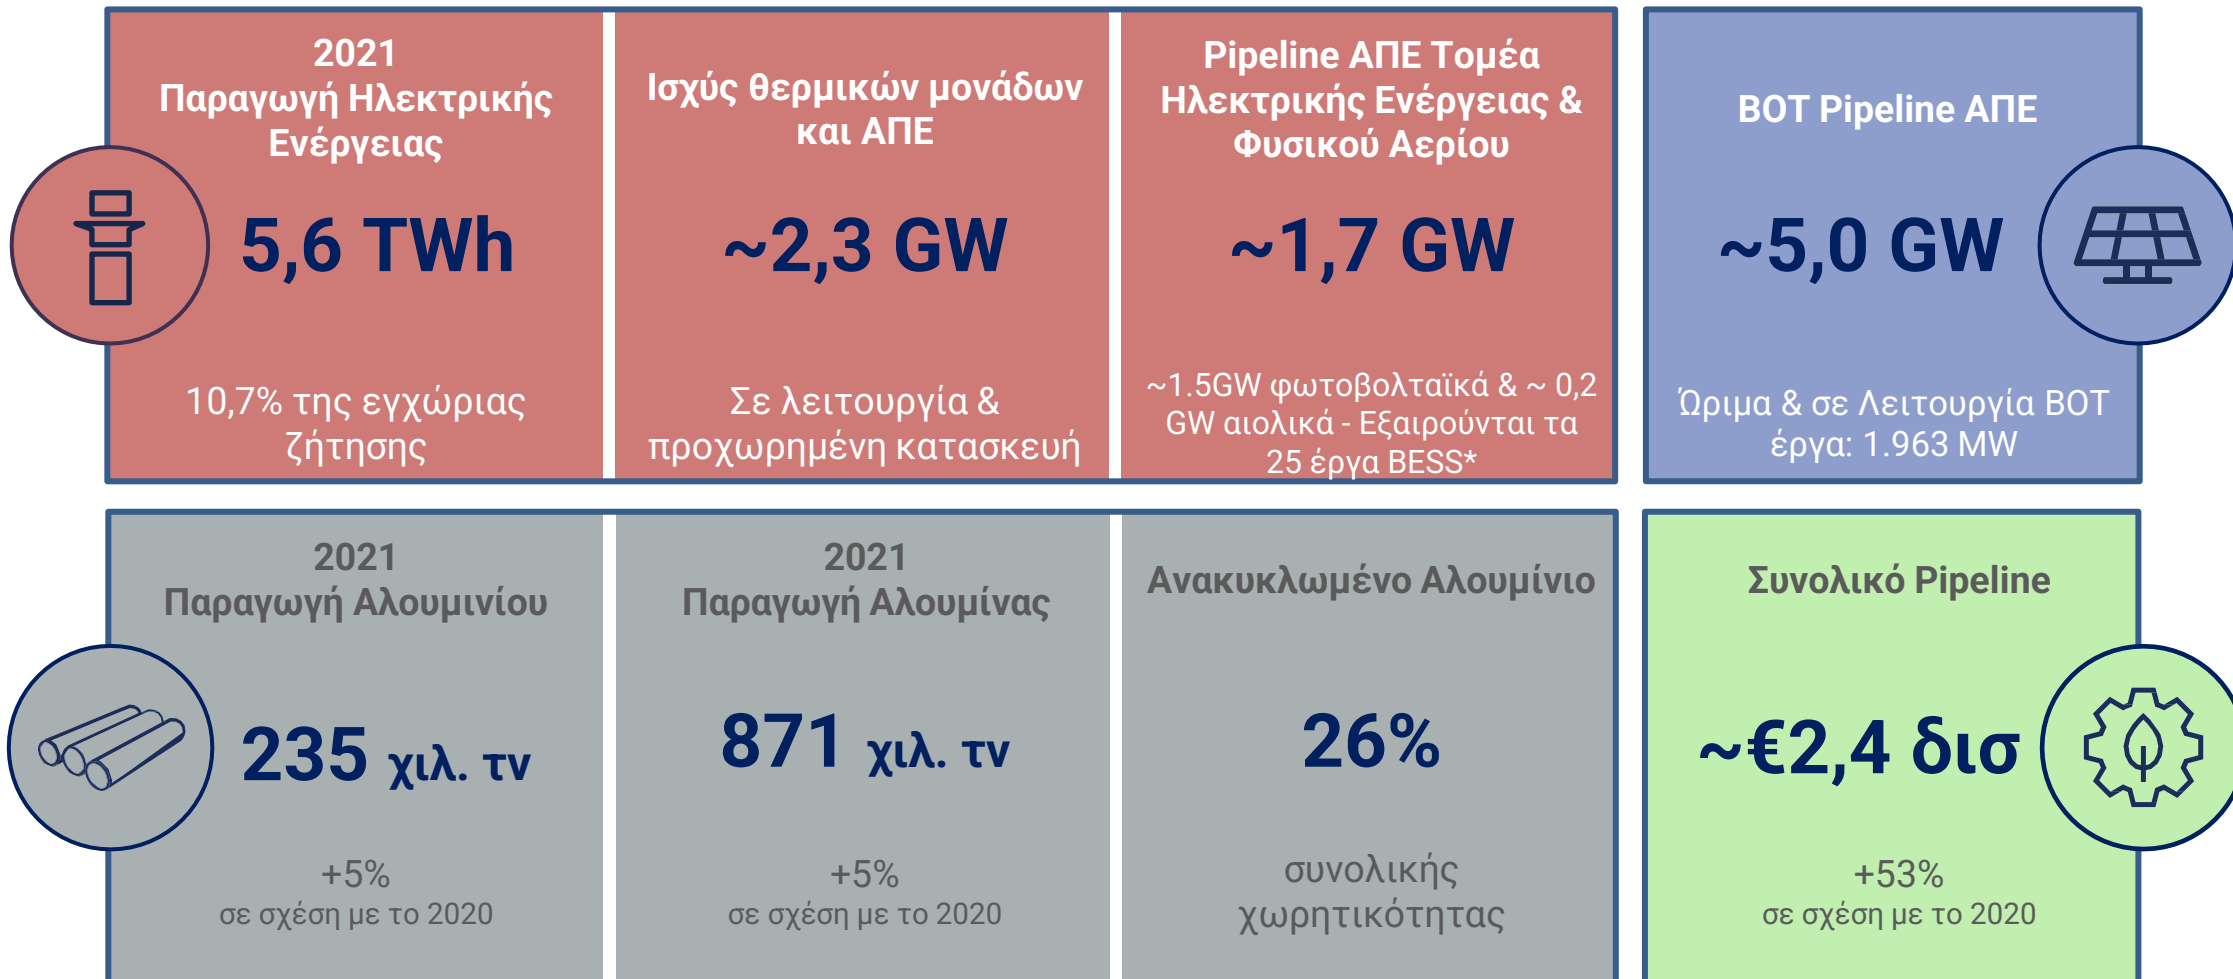 2021
Παραγωγή Ηλεκτρικής
Ενέργειας
5,6 TWh
10,7% της εγχώριας
ζήτησης
Ισχύς θερμικών μονάδων
και ΑΠΕ
~2,3 GW
Σε λειτουργία &
προχωρημένη κατασκευή
Pipeline ΑΠΕ Τομέα
Ηλεκτρικής Ενέργειας &
Φυσικού Αερίου
~1,7 GW
~1.5GW φωτοβολταϊκά & ~ 0,2
GW αιολικά - Εξαιρούνται τα
25 έργα BESS*
BOT Pipeline ΑΠΕ
~5,0 GW
Ώριμα & σε Λειτουργία BOT
έργα: 1.963 MW
2021
Παραγωγή Αλουμινίου
235 χιλ. τν
+5%
σε σχέση με το 2020
2021
Παραγωγή Αλουμίνας
871 χιλ. τν
+5%
σε σχέση με το 2020
Ανακυκλωμένο Αλουμίνιο
26%
συνολικής
χωρητικότητας
Συνολικό Pipeline
~€2,4 δισ
+53%
σε σχέση με το 2020